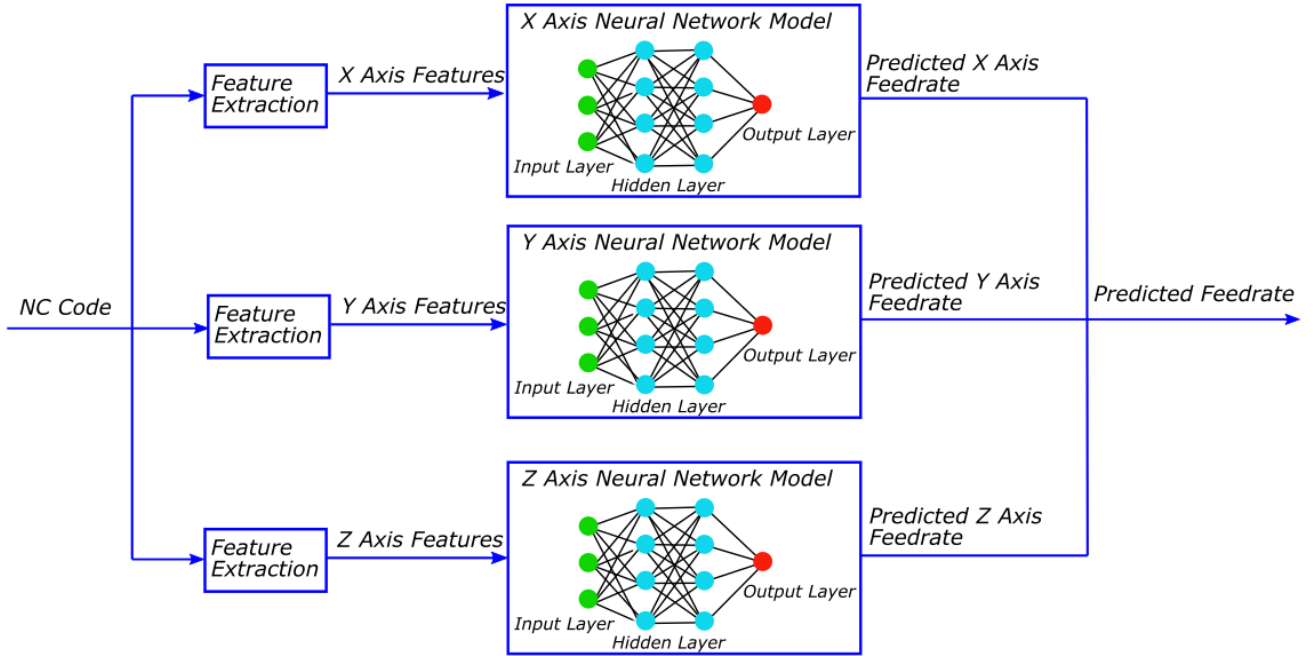 NC Code
Feature
Extraction
X Axis Features
X Axis Neural Network Model
Input Layer
Hidden Layer
Output Layer
Predicted X Axis
Feedrate
Feature
Extraction
Y Axis Features
Y Axis Neural Network Model
Input Layer
Hidden Layer
Output Layer
Predicted Y Axis
Feedrate
Feature
Extraction
Z Axis Features
Z Axis Neural Network Model
Input Layer
Hidden Layer
Output Layer
Predicted Z Axis
Feedrate
Predicted Feedrate